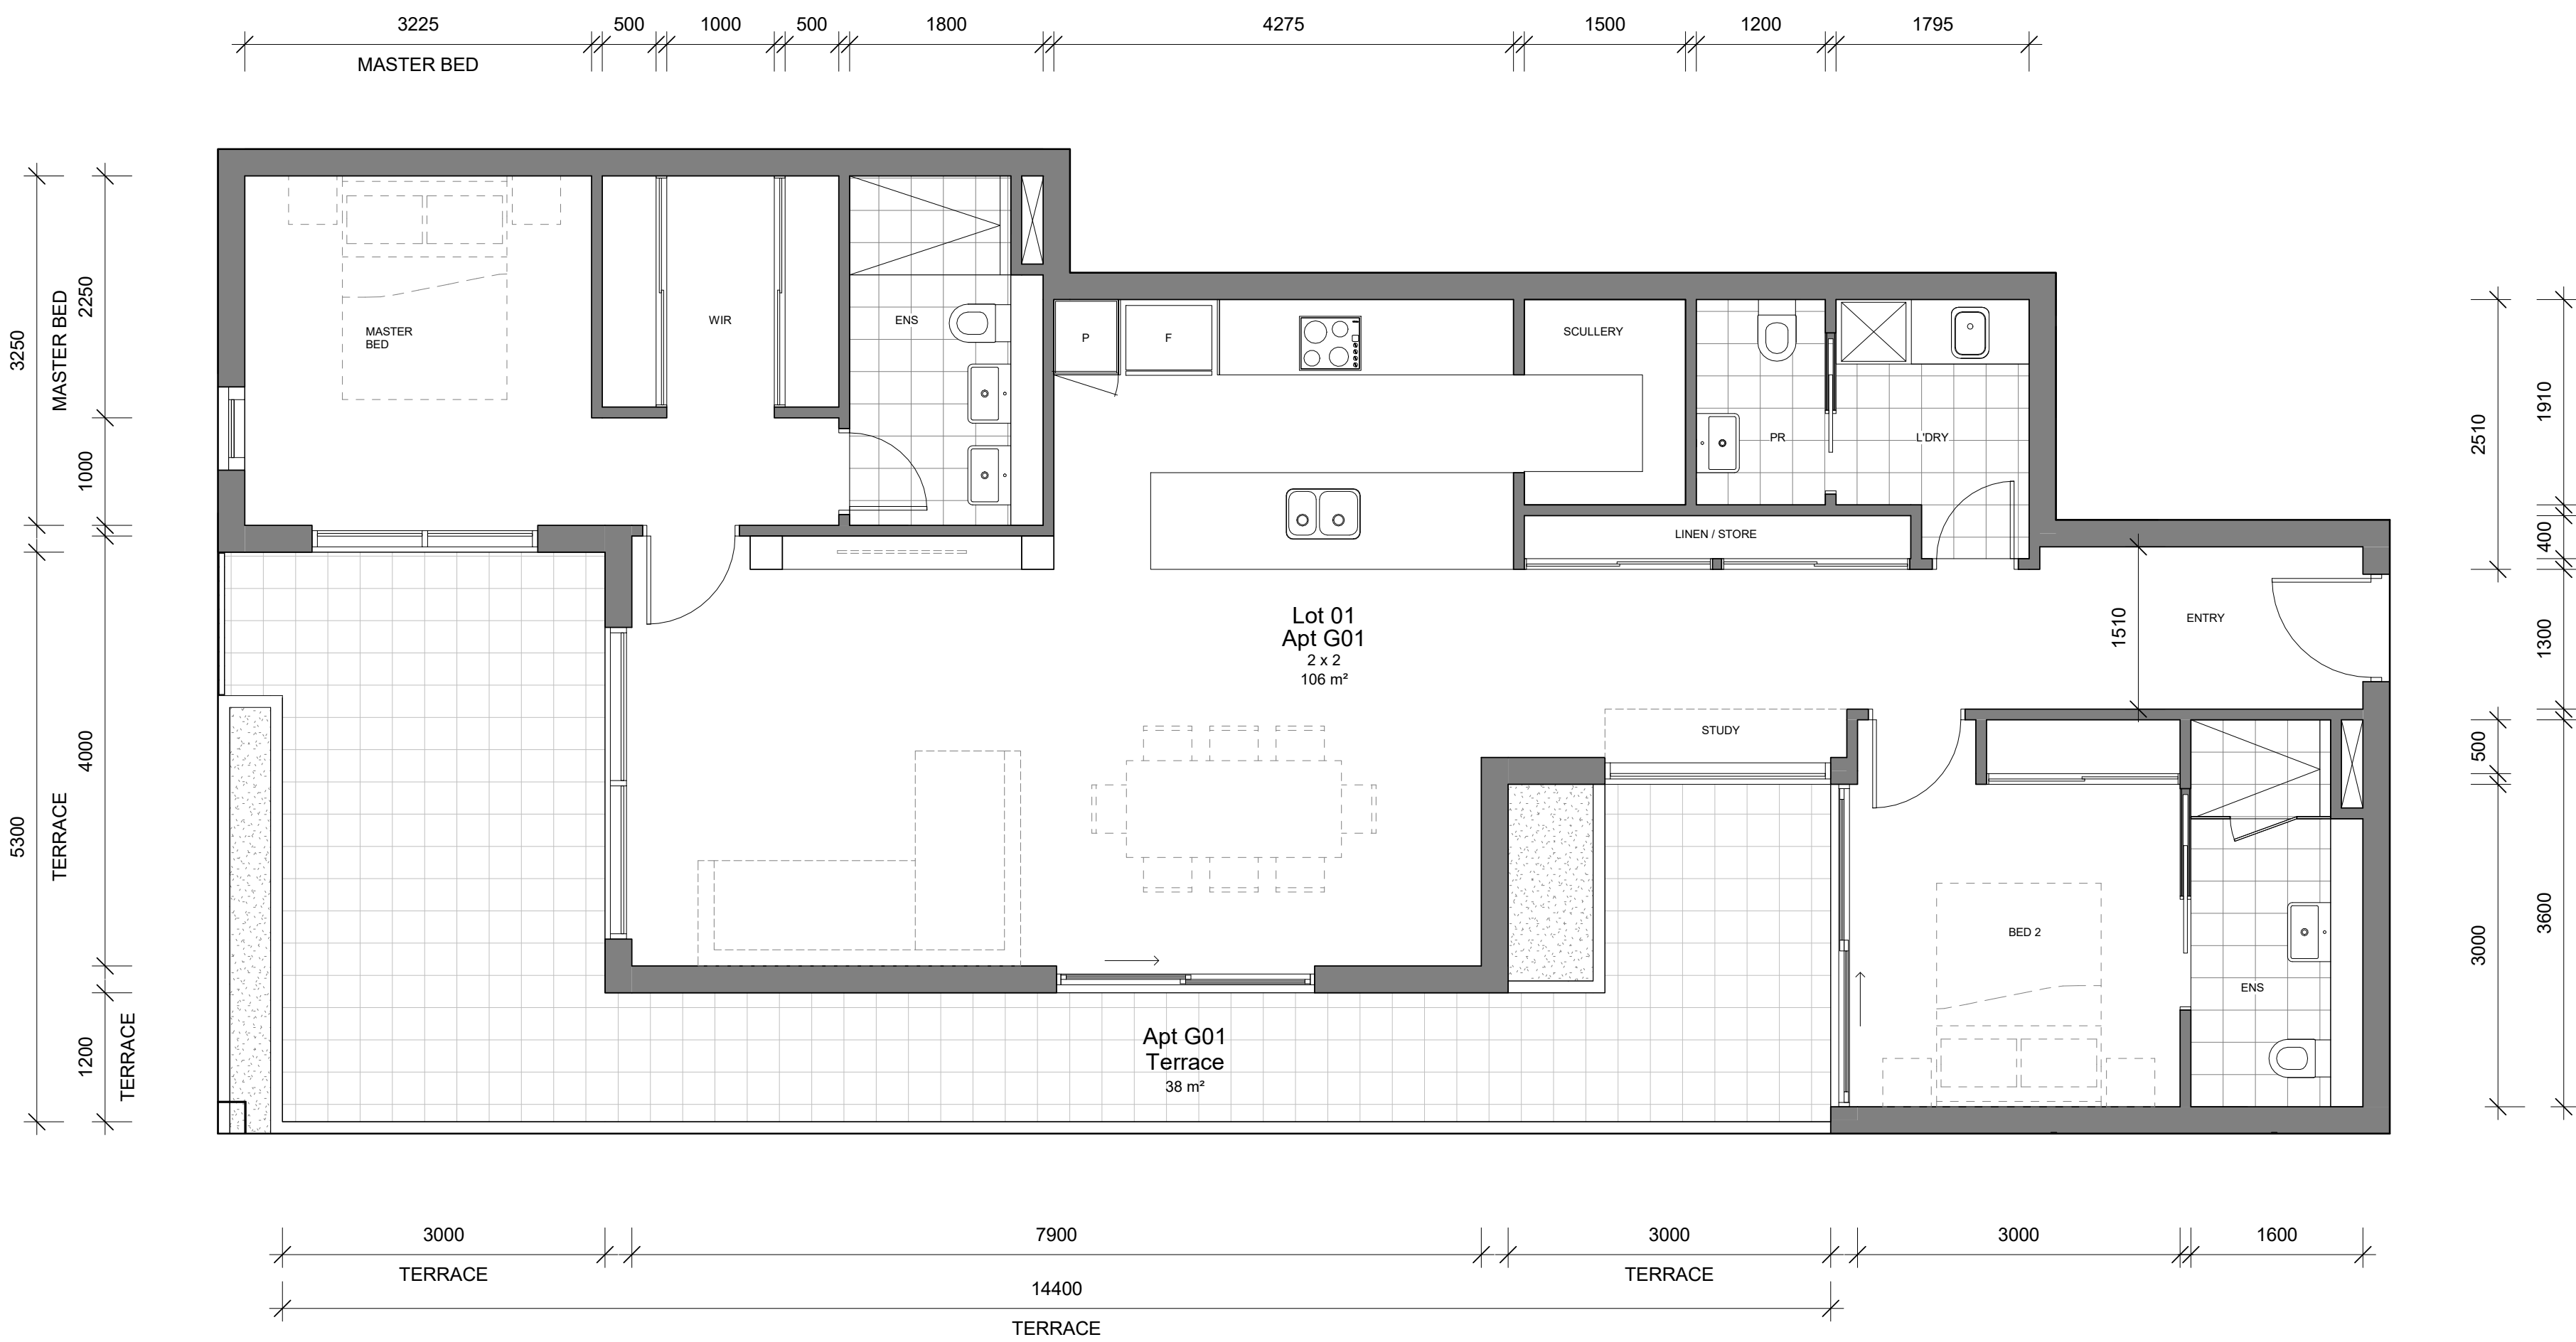 3225 500 1000 500 1800 4275 1500 1200 1795
MASTER BED
3250
MASTER BED
2250
1000
5300
TERRACE
4000
1200
TERRACE
MASTER
BED
WIR
ENS
P
F
SCULLERY
PR
L'DRY
LINEN / STORE
Lot 01
Apt G01
2 x 2
106 m²
1510
ENTRY
STUDY
BED 2
ENS
Apt G01
Terrace
38 m²
2510
1910
400
1300
500
3000
3600
3000 7900 3000 3000 1600
TERRACE TERRACE
14400
TERRACE